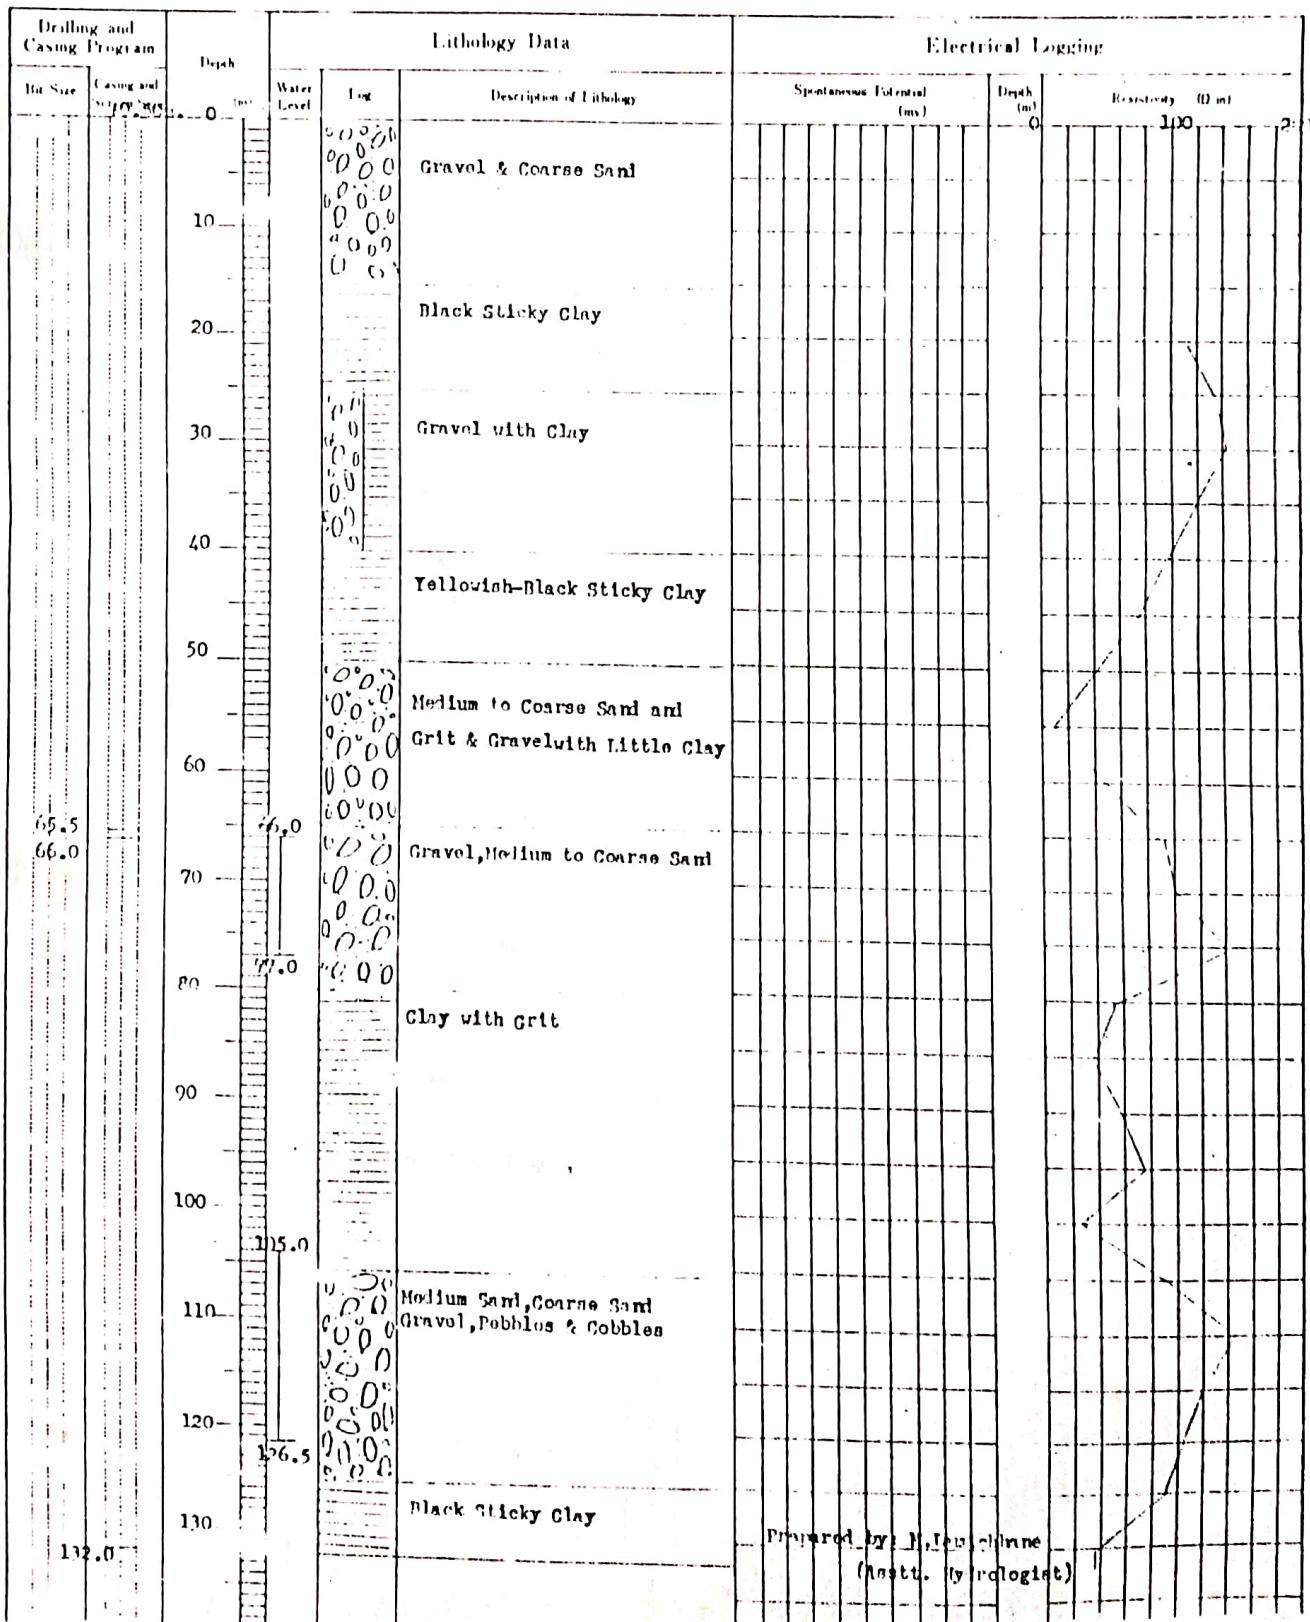 Drilling and
Casing Program
Bit Size
Casing and
Depth
0
10
20
30
40
50
60
70
80
90
100
110
120
130
65.5
66.0
132.0
Lithology Data
Water
Level
Log
Description of Lithology
Gravel & Coarse Sand
Black Sticky Clay
Gravel with Clay
Yellowish-Black Sticky Clay
Medium to Coarse Sand and
Grit & Gravelwith Little Clay
Gravel,Medium to Coarse Sand
Clay with Grit
Medium Sand,Coarse Sand
Gravel,Pebbles & Cobbles
Black Sticky Clay
Electrical Logging
Spontaneous Potential
(mv)
Depth
(m)
Resistivity (Ω m)
0
100
Prepared by:
(Asstt. Hydrologist)